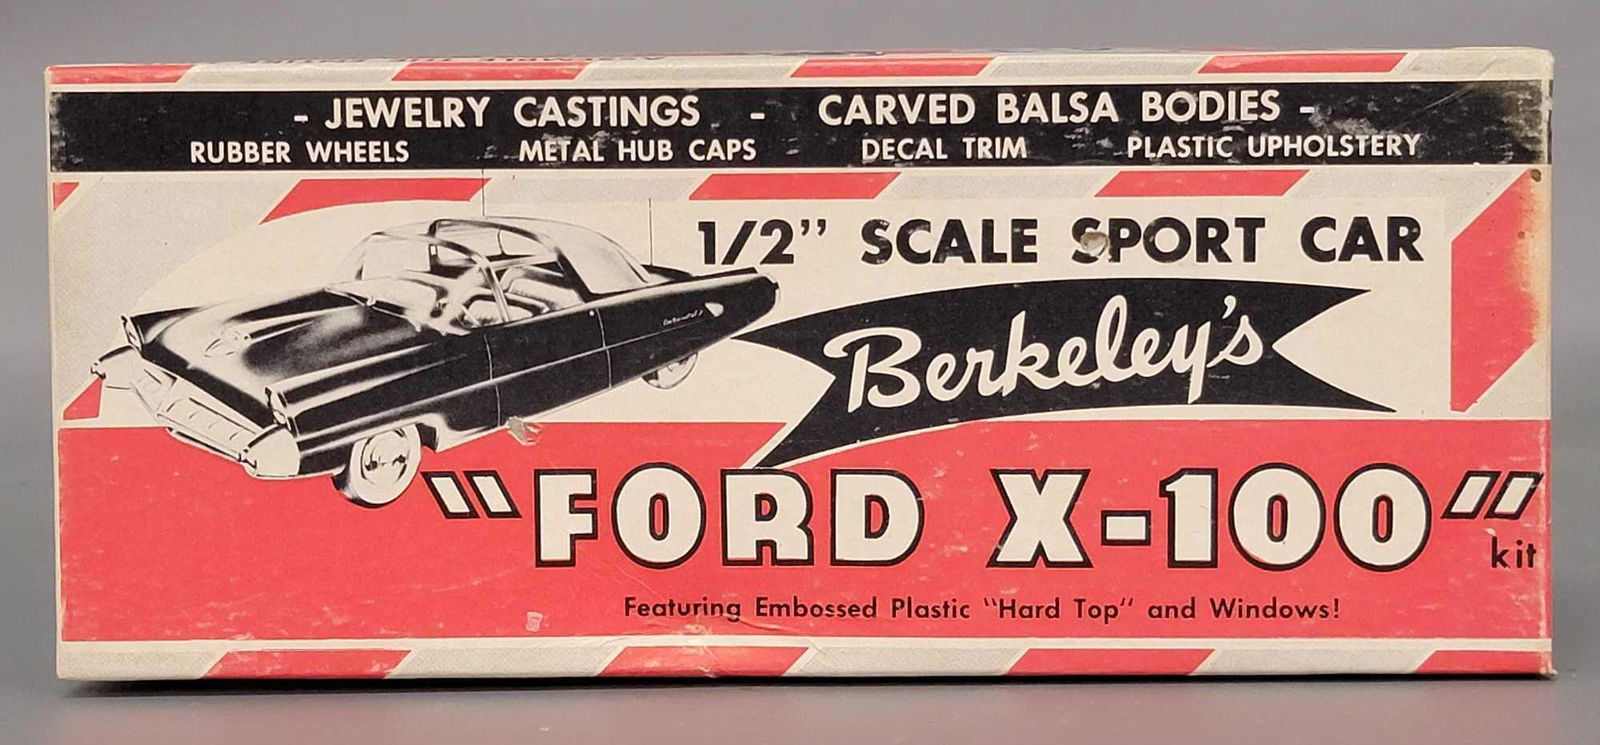 - JEWELRY CASTINGS - CARVED BALSA BODIES -
RUBBER WHEELS METAL HUB CAPS DECAL TRIM PLASTIC UPHOLSTERY
1/2" SCALE SPORT CAR
Berkeley's
"FORD X-100"
kit
Featuring Embossed Plastic "Hard Top" and Windows!